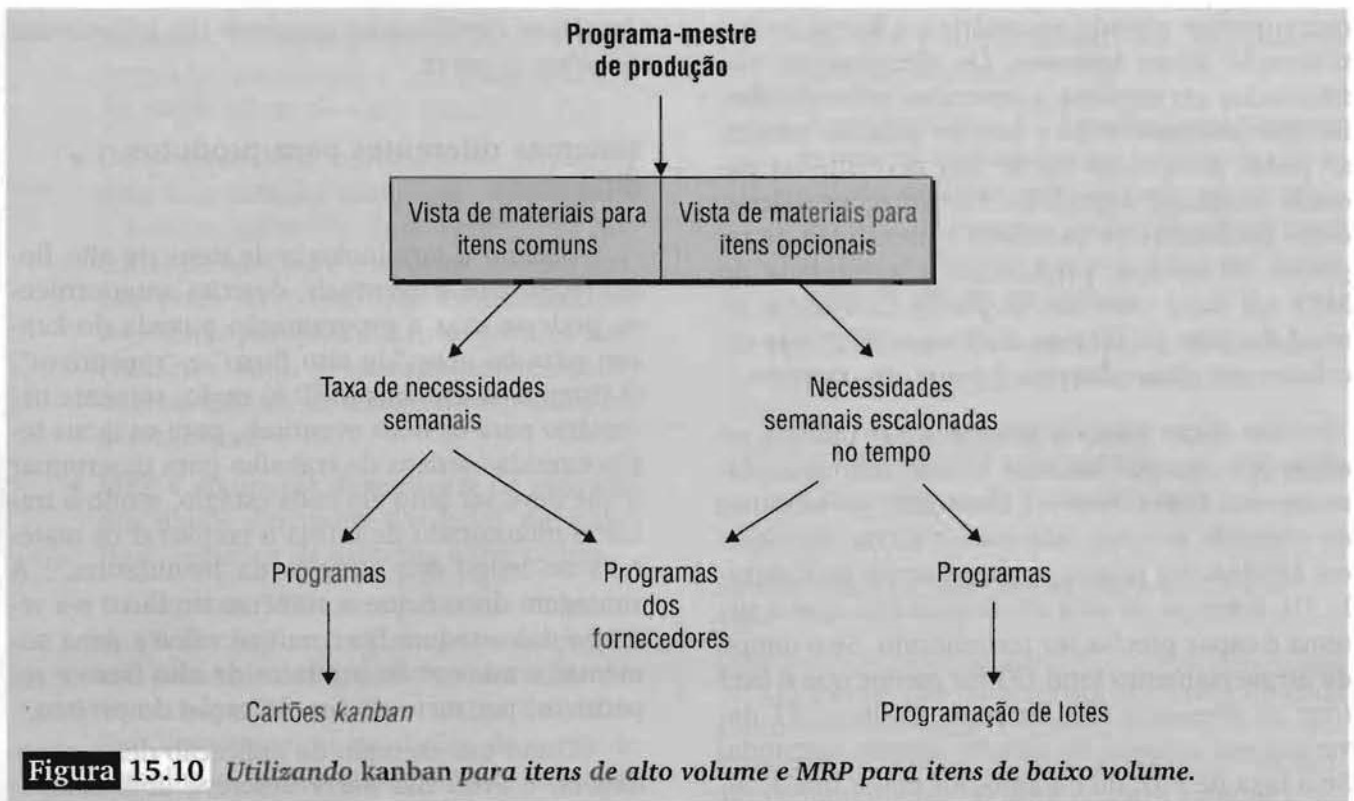 Programa-mestre
de produção
Vista de materiais para
itens comuns
Vista de materiais para
itens opcionais
Taxa de necessidades
semanais
Necessidades
semanais escalonadas
no tempo
Programas
Programas
dos
fornecedores
Programas
Cartões kanban
Programação de lotes
Figura 15.10 Utilizando kanban para itens de alto volume e MRP para itens de baixo volume.